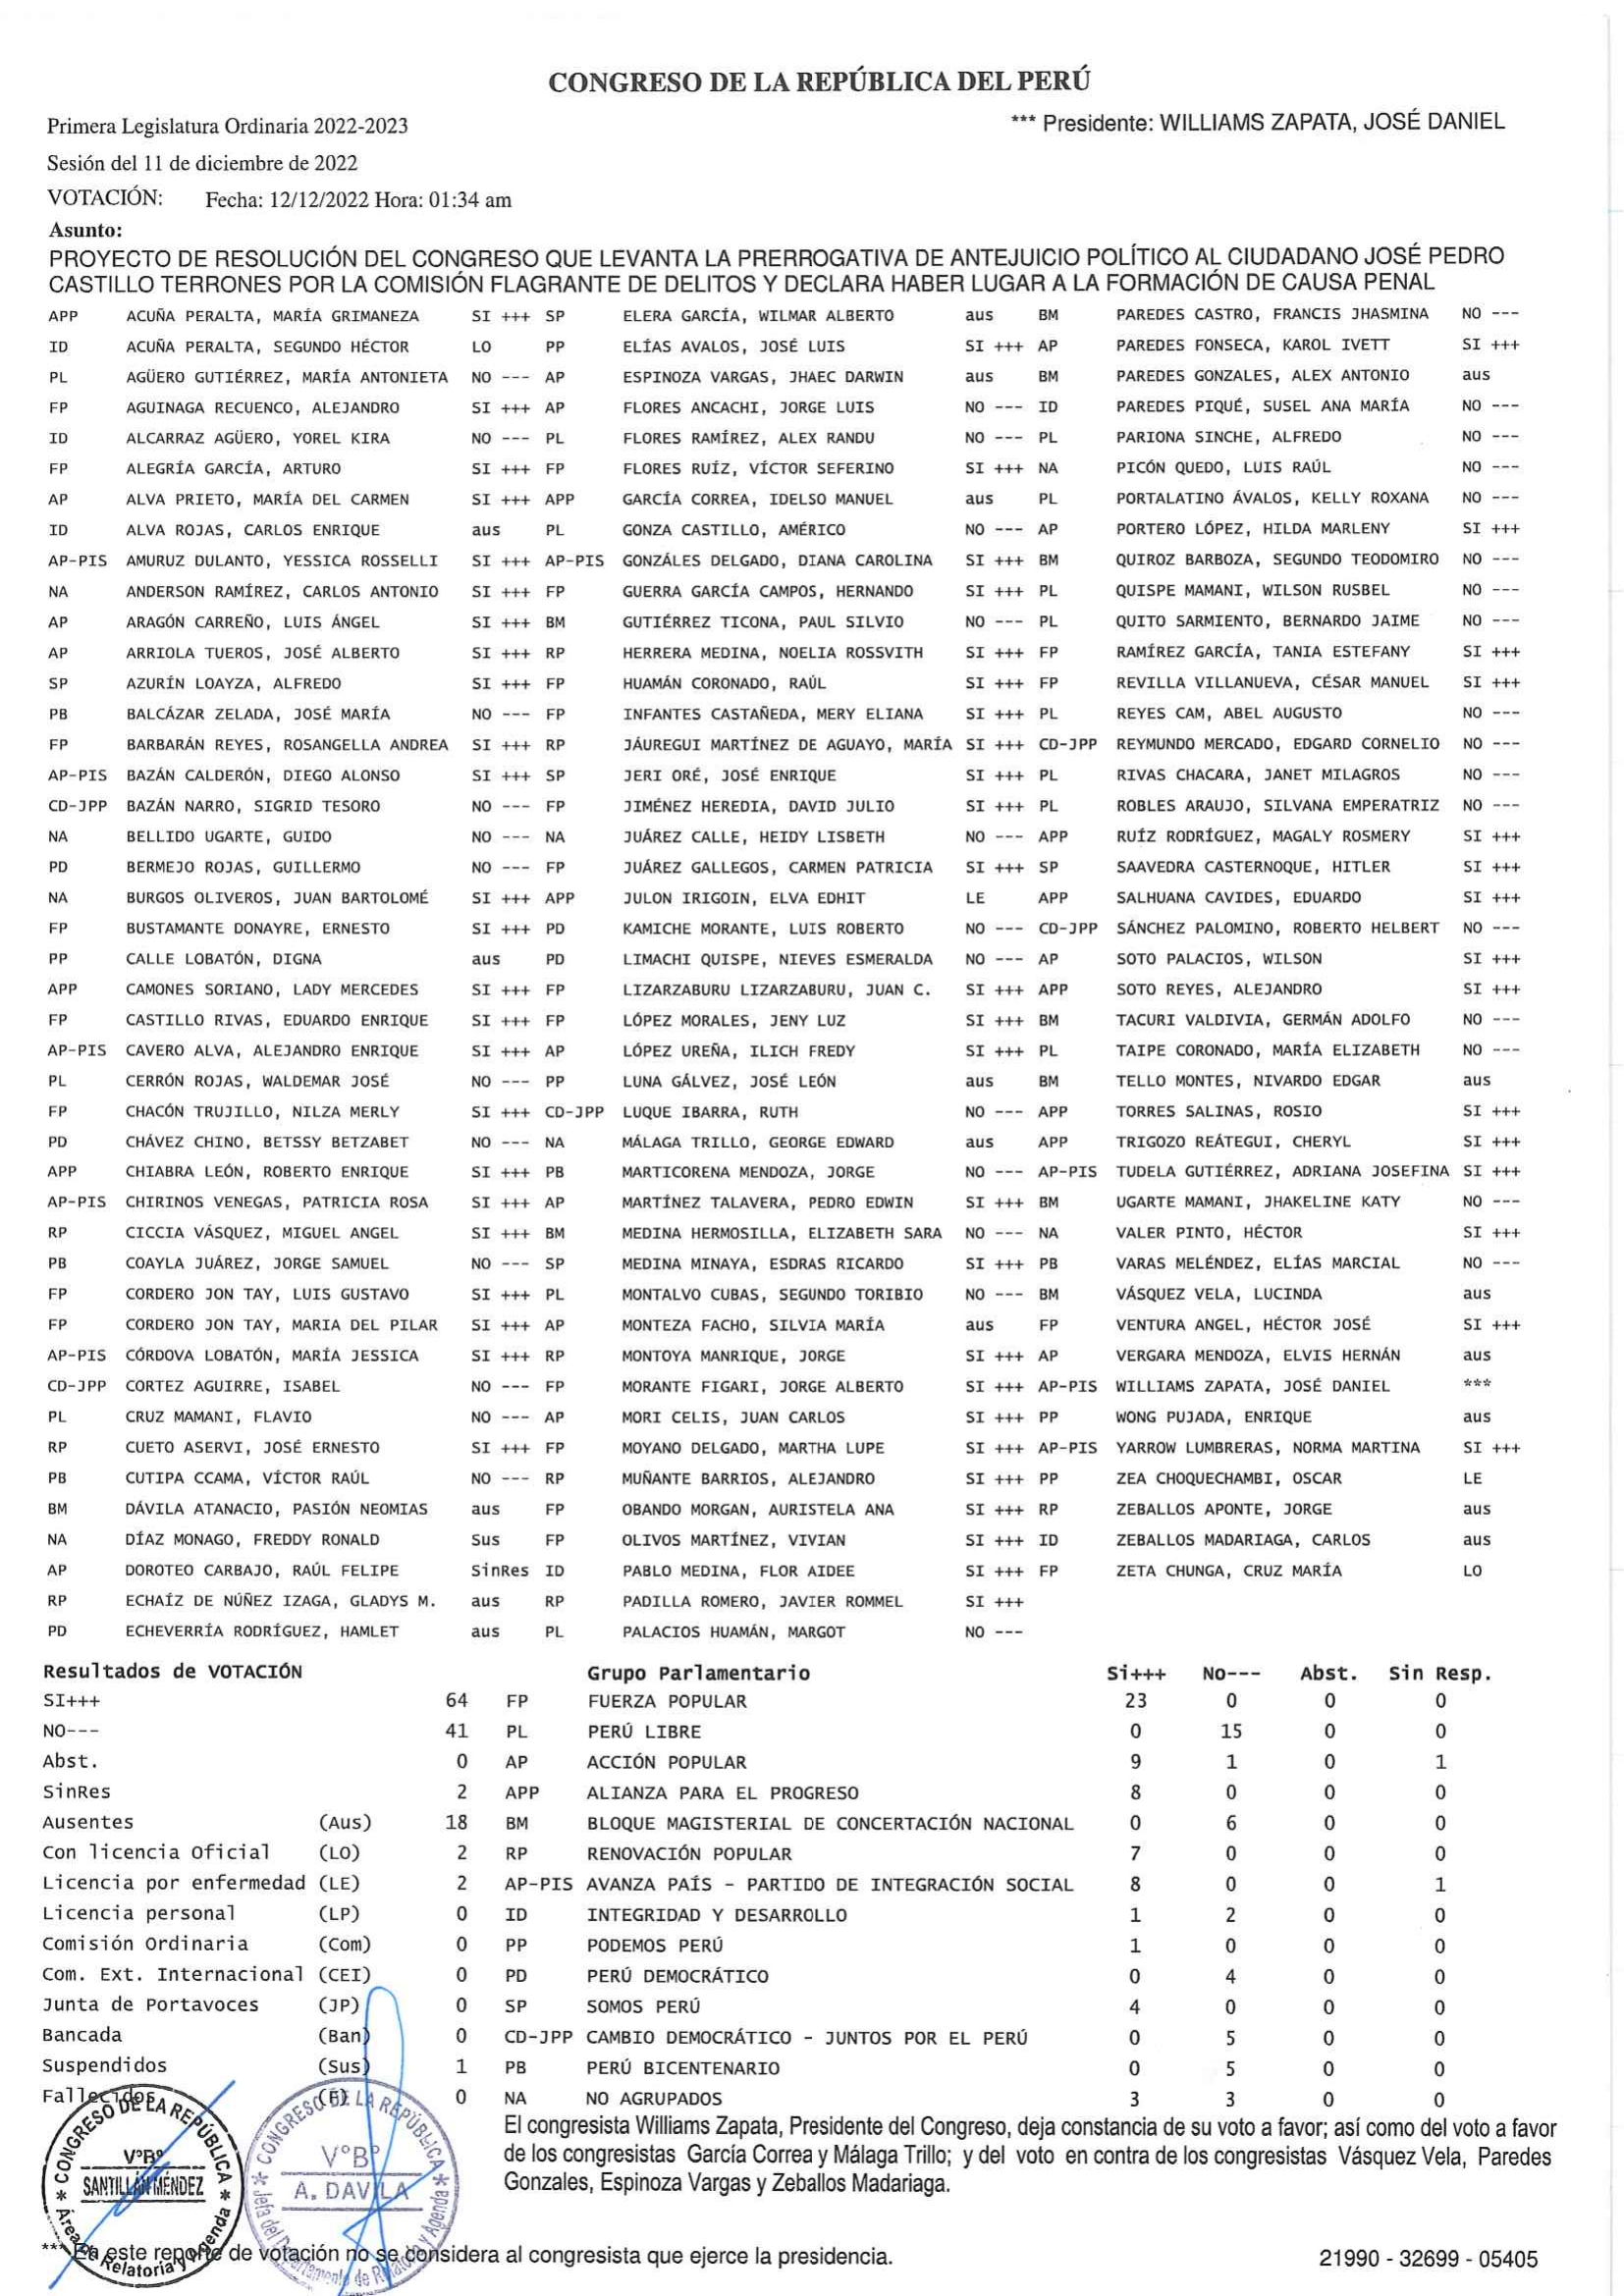 CONGRESO DE LA REPÚBLICA DEL PERÚ
Primera Legislatura Ordinaria 2022-2023 *** Presidente: WILLIAMS ZAPATA, JOSÉ DANIEL
Sesión del 11 de diciembre de 2022
VOTACIÓN: Fecha: 12/12/2022 Hora: 01:34 am
Asunto:
PROYECTO DE RESOLUCIÓN DEL CONGRESO QUE LEVANTA LA PRERROGATIVA DE ANTEJUICIO POLÍTICO AL CIUDADANO JOSÉ PEDRO
CASTILLO TERRONES POR LA COMISIÓN FLAGRANTE DE DELITOS Y DECLARA HABER LUGAR A LA FORMACIÓN DE CAUSA PENAL
APP ACUÑA PERALTA, MARÍA GRIMANEZA SI +++ SP ELERA GARCÍA, WILMAR ALBERTO aus BM PAREDES CASTRO, FRANCIS JHASMINA NO ---
ID ACUÑA PERALTA, SEGUNDO HÉCTOR LO PP ELÍAS AVALOS, JOSÉ LUIS SI +++ AP PAREDES FONSECA, KAROL IVETT SI +++
PL AGÜERO GUTIÉRREZ, MARÍA ANTONIETA NO --- AP ESPINOZA VARGAS, JHAEC DARWIN aus BM PAREDES GONZALES, ALEX ANTONIO aus
FP AGUINAGA RECUENCO, ALEJANDRO SI +++ AP FLORES ANCACHI, JORGE LUIS NO --- ID PAREDES PIQUÉ, SUSEL ANA MARÍA NO ---
ID ALCARRAZ AGÜERO, YOREL KIRA NO --- PL FLORES RAMÍREZ, ALEX RANDU NO --- PL PARIONA SINCHE, ALFREDO NO ---
FP ALEGRÍA GARCÍA, ARTURO SI +++ FP FLORES RUÍZ, VÍCTOR SEFERINO SI +++ NA PICÓN QUEDO, LUIS RAÚL NO ---
AP ALVA PRIETO, MARÍA DEL CARMEN SI +++ APP GARCÍA CORREA, IDELSO MANUEL aus PL PORTALATINO ÁVALOS, KELLY ROXANA NO ---
ID ALVA ROJAS, CARLOS ENRIQUE aus PL GONZA CASTILLO, AMÉRICO NO --- AP PORTERO LÓPEZ, HILDA MARLENY SI +++
AP-PIS AMURUZ DULANTO, YESSICA ROSSELLI SI +++ AP-PIS GONZÁLES DELGADO, DIANA CAROLINA SI +++ BM QUIROZ BARBOZA, SEGUNDO TEODOMIRO NO ---
NA ANDERSON RAMÍREZ, CARLOS ANTONIO SI +++ FP GUERRA GARCÍA CAMPOS, HERNANDO SI +++ PL QUISPE MAMANI, WILSON RUSBEL NO ---
AP ARAGÓN CARREÑO, LUIS ÁNGEL SI +++ BM GUTIÉRREZ TICONA, PAUL SILVIO NO --- PL QUITO SARMIENTO, BERNARDO JAIME NO ---
AP ARRIOLA TUEROS, JOSÉ ALBERTO SI +++ RP HERRERA MEDINA, NOELIA ROSSVITH SI +++ FP RAMÍREZ GARCÍA, TANIA ESTEFANY SI +++
SP AZURÍN LOAYZA, ALFREDO SI +++ FP HUAMÁN CORONADO, RAÚL SI +++ FP REVILLA VILLANUEVA, CÉSAR MANUEL SI +++
PB BALCÁZAR ZELADA, JOSÉ MARÍA NO --- FP INFANTES CASTAÑEDA, MERY ELIANA SI +++ PL REYES CAM, ABEL AUGUSTO NO ---
FP BARBARÁN REYES, ROSANGELLA ANDREA SI +++ RP JÁUREGUI MARTÍNEZ DE AGUAYO, MARÍA SI +++ CD-JPP REYMUNDO MERCADO, EDGARD CORNELIO NO ---
AP-PIS BAZÁN CALDERÓN, DIEGO ALONSO SI +++ SP JERI ORÉ, JOSÉ ENRIQUE SI +++ PL RIVAS CHACARA, JANET MILAGROS NO ---
CD-JPP BAZÁN NARRO, SIGRID TESORO NO --- FP JIMÉNEZ HEREDIA, DAVID JULIO SI +++ PL ROBLES ARAUJO, SILVANA EMPERATRIZ NO ---
NA BELLIDO UGARTE, GUIDO NO --- NA JUÁREZ CALLE, HEIDY LISBETH NO --- APP RUÍZ RODRÍGUEZ, MAGALY ROSMERY SI +++
PD BERMEJO ROJAS, GUILLERMO NO --- FP JUÁREZ GALLEGOS, CARMEN PATRICIA SI +++ SP SAAVEDRA CASTERNOQUE, HITLER SI +++
NA BURGOS OLIVEROS, JUAN BARTOLOMÉ SI +++ APP JULON IRIGOIN, ELVA EDHIT LE APP SALHUANA CAVIDES, EDUARDO SI +++
FP BUSTAMANTE DONAYRE, ERNESTO SI +++ PD KAMICHE MORANTE, LUIS ROBERTO NO --- CD-JPP SÁNCHEZ PALOMINO, ROBERTO HELBERT NO ---
PP CALLE LOBATÓN, DIGNA aus PD LIMACHI QUISPE, NIEVES ESMERALDA NO --- AP SOTO PALACIOS, WILSON SI +++
APP CAMONES SORIANO, LADY MERCEDES SI +++ FP LIZARZABURU LIZARZABURU, JUAN C. SI +++ APP SOTO REYES, ALEJANDRO SI +++
FP CASTILLO RIVAS, EDUARDO ENRIQUE SI +++ FP LÓPEZ MORALES, JENY LUZ SI +++ BM TACURI VALDIVIA, GERMÁN ADOLFO NO ---
AP-PIS CAVERO ALVA, ALEJANDRO ENRIQUE SI +++ AP LÓPEZ UREÑA, ILICH FREDY SI +++ PL TAIPE CORONADO, MARÍA ELIZABETH NO ---
PL CERRÓN ROJAS, WALDEMAR JOSÉ NO --- PP LUNA GÁLVEZ, JOSÉ LEÓN aus BM TELLO MONTES, NIVARDO EDGAR aus
FP CHACÓN TRUJILLO, NILZA MERLY SI +++ CD-JPP LUQUE IBARRA, RUTH NO --- APP TORRES SALINAS, ROSIO SI +++
PD CHÁVEZ CHINO, BETSSY BETZABET NO --- NA MÁLAGA TRILLO, GEORGE EDWARD aus APP TRIGOZO REÁTEGUI, CHERYL SI +++
APP CHIABRA LEÓN, ROBERTO ENRIQUE SI +++ PB MARTICORENA MENDOZA, JORGE NO --- AP-PIS TUDELA GUTIÉRREZ, ADRIANA JOSEFINA SI +++
AP-PIS CHIRINOS VENEGAS, PATRICIA ROSA SI +++ AP MARTÍNEZ TALAVERA, PEDRO EDWIN SI +++ BM UGARTE MAMANI, JHAKELINE KATY NO ---
RP CICCIA VÁSQUEZ, MIGUEL ANGEL SI +++ BM MEDINA HERMOSILLA, ELIZABETH SARA NO --- NA VALER PINTO, HÉCTOR SI +++
PB COAYLA JUÁREZ, JORGE SAMUEL NO --- SP MEDINA MINAYA, ESDRAS RICARDO SI +++ PB VARAS MELÉNDEZ, ELÍAS MARCIAL NO ---
FP CORDERO JON TAY, LUIS GUSTAVO SI +++ PL MONTALVO CUBAS, SEGUNDO TORIBIO NO --- BM VÁSQUEZ VELA, LUCINDA aus
FP CORDERO JON TAY, MARIA DEL PILAR SI +++ AP MONTEZA FACHO, SILVIA MARÍA aus FP VENTURA ANGEL, HÉCTOR JOSÉ SI +++
AP-PIS CÓRDOVA LOBATÓN, MARÍA JESSICA SI +++ RP MONTOYA MANRIQUE, JORGE SI +++ AP VERGARA MENDOZA, ELVIS HERNÁN aus
CD-JPP CORTEZ AGUIRRE, ISABEL NO --- FP MORANTE FIGARI, JORGE ALBERTO SI +++ AP-PIS WILLIAMS ZAPATA, JOSÉ DANIEL ***
PL CRUZ MAMANI, FLAVIO NO --- AP MORI CELIS, JUAN CARLOS SI +++ PP WONG PUJADA, ENRIQUE aus
RP CUETO ASERVI, JOSÉ ERNESTO SI +++ FP MOYANO DELGADO, MARTHA LUPE SI +++ AP-PIS YARROW LUMBRERAS, NORMA MARTINA SI +++
PB CUTIPA CCAMA, VÍCTOR RAÚL NO --- RP MUÑANTE BARRIOS, ALEJANDRO SI +++ PP ZEA CHOQUECHAMBI, OSCAR LE
BM DÁVILA ATANACIO, PASIÓN NEOMIAS aus FP OBANDO MORGAN, AURISTELA ANA SI +++ RP ZEBALLOS APONTE, JORGE aus
NA DÍAZ MONAGO, FREDDY RONALD Sus FP OLIVOS MARTÍNEZ, VIVIAN SI +++ ID ZEBALLOS MADARIAGA, CARLOS aus
AP DOROTEO CARBAJO, RAÚL FELIPE SinRes ID PABLO MEDINA, FLOR AIDEE SI +++ FP ZETA CHUNGA, CRUZ MARÍA LO
RP ECHAÍZ DE NÚÑEZ IZAGA, GLADYS M. aus RP PADILLA ROMERO, JAVIER ROMMEL SI +++
PD ECHEVERRÍA RODRÍGUEZ, HAMLET aus PL PALACIOS HUAMÁN, MARGOT NO ---
Resultados de VOTACIÓN Grupo Parlamentario Si+++ No--- Abst. Sin Resp.
SI+++ 64 FP FUERZA POPULAR 23 0 0 0
NO--- 41 PL PERÚ LIBRE 0 15 0 0
Abst. 0 AP ACCIÓN POPULAR 9 1 0 1
SinRes 2 APP ALIANZA PARA EL PROGRESO 8 0 0 0
Ausentes (Aus) 18 BM BLOQUE MAGISTERIAL DE CONCERTACIÓN NACIONAL 0 6 0 0
Con licencia Oficial (LO) 2 RP RENOVACIÓN POPULAR 7 0 0 0
Licencia por enfermedad (LE) 2 AP-PIS AVANZA PAÍS - PARTIDO DE INTEGRACIÓN SOCIAL 8 0 0 1
Licencia personal (LP) 0 ID INTEGRIDAD Y DESARROLLO 1 2 0 0
Comisión Ordinaria (Com) 0 PP PODEMOS PERÚ 1 0 0 0
Com. Ext. Internacional (CEI) 0 PD PERÚ DEMOCRÁTICO 0 4 0 0
Junta de Portavoces (JP) 0 SP SOMOS PERÚ 4 0 0 0
Bancada (Ban) 0 CD-JPP CAMBIO DEMOCRÁTICO - JUNTOS POR EL PERÚ 0 5 0 0
Suspendidos (Sus) 1 PB PERÚ BICENTENARIO 0 5 0 0
Fallecidos (F) 0 NA NO AGRUPADOS 3 3 0 0
El congresista Williams Zapata, Presidente del Congreso, deja constancia de su voto a favor; así como del voto a favor
de los congresistas García Correa y Málaga Trillo; y del voto en contra de los congresistas Vásquez Vela, Paredes
Gonzales, Espinoza Vargas y Zeballos Madariaga.
CONGRESO DE LA REPÚBLICA
V°B°
SANTILLÁN MÉNDEZ
Área de Relatoría y Agenda
CONGRESO DE LA REPÚBLICA
V°B°
A. DAVILA
Jefa del Departamento de Relatoría y Agenda
*** En este reporte de votación no se considera al congresista que ejerce la presidencia. 21990 - 32699 - 05405